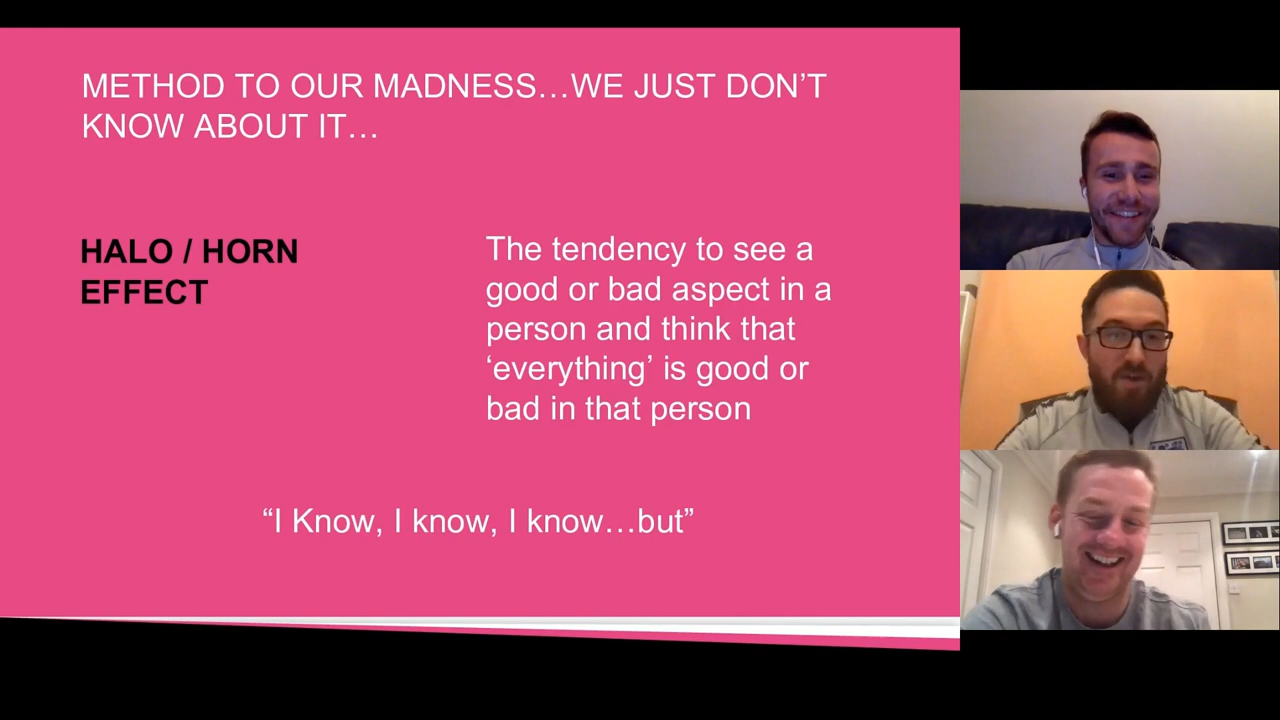 METHOD TO OUR MADNESS…WE JUST DON’T
KNOW ABOUT IT…
HALO / HORN
EFFECT
The tendency to see a
good or bad aspect in a
person and think that
‘everything’ is good or
bad in that person
“I Know, I know, I know…but”